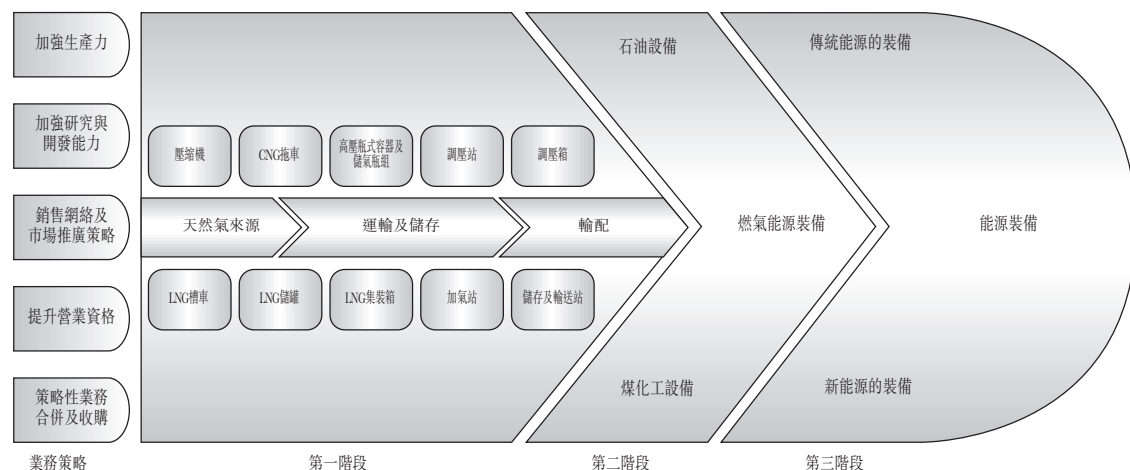 加強生產力
加強研究與
開發能力
銷售網絡及
市場推廣策略
提升營業資格
策略性業務
合併及收購
業務策略
壓縮機
CNG拖車
高壓瓶式容器及
儲氣瓶組
調壓站
調壓箱
天然氣來源
運輸及儲存
輸配
LNG槽車
LNG儲罐
LNG集裝箱
加氣站
儲存及輸送站
第一階段
石油設備
燃氣能源裝備
煤化工設備
第二階段
傳統能源的裝備
能源裝備
新能源的裝備
第三階段